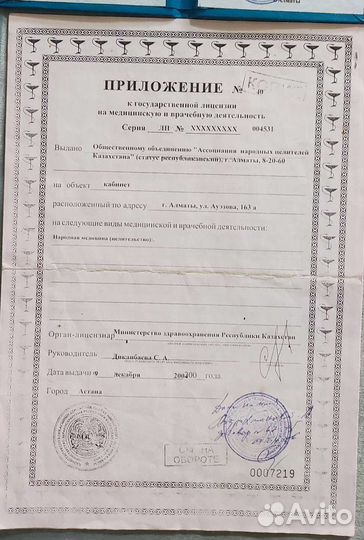 ПРИЛОЖЕНИЕ №
к государственной лицензии
на медицинскую и врачебную деятельность
Серия ЛП № XXXXXXXXX 004531
Выдано Общественному объединению "Ассоциация народных целителей
Казахстана" (статус республиканский), г. Алматы, 8-20-60
на объект кабинет
расположенный по адресу г. Алматы, ул. Ауэзова, 163 а
на следующие виды медицинской и врачебной деятельности:
Народная медицина (целительство).
Орган-лицензиар Министерство здравоохранения Республики Казахстан
Руководитель Диканбаева С. А.
Дата выдачи 9 декабря
Город Астана
СМ. НА
ОБОРОТЕ
0007219
Avito